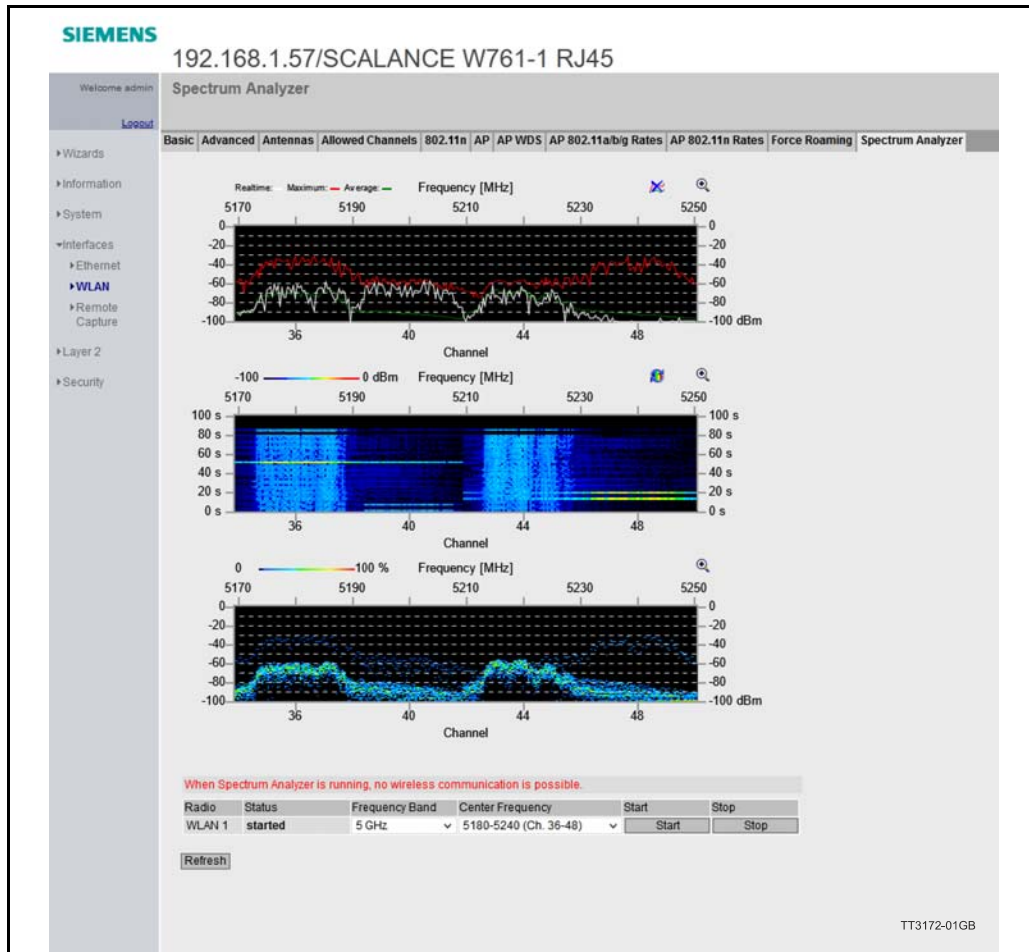 SIEMENS
192.168.1.57/SCALANCE W761-1 RJ45
Welcome admin
Logout
Spectrum Analyzer
Basic Advanced Antennas Allowed Channels 802.11n AP AP WDS AP 802.11a/b/g Rates AP 802.11n Rates Force Roaming Spectrum Analyzer
Wizards
Information
System
Interfaces
Ethernet
WLAN
Remote
Capture
Layer 2
Security
Realtime: Maximum: Average: Frequency [MHz]
5170 5190 5210 5230 5250
0 0
-20 -20
-40 -40
-60 -60
-80 -80
-100 -100 dBm
36 40 44 48
Channel
-100 0 dBm Frequency [MHz]
5170 5190 5210 5230 5250
100 s 100 s
80 s 80 s
60 s 60 s
40 s 40 s
20 s 20 s
0 s 0 s
36 40 44 48
Channel
0 100 % Frequency [MHz]
5170 5190 5210 5230 5250
0 0
-20 -20
-40 -40
-60 -60
-80 -80
-100 -100 dBm
36 40 44 48
Channel
When Spectrum Analyzer is running, no wireless communication is possible.
Radio Status Frequency Band Center Frequency Start Stop
WLAN 1 started 5 GHz 5180-5240 (Ch. 36-48) Start Stop
Refresh
TT3172-01GB